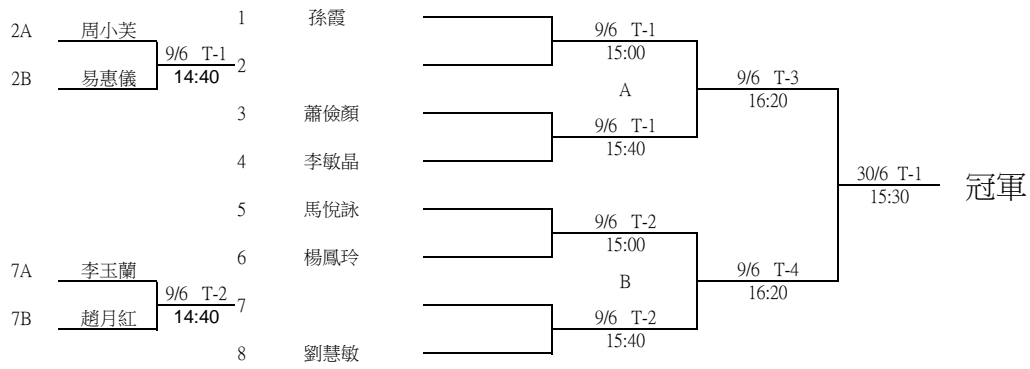 1 孫霞
2A 周小芙
9/6 T-1
14:40
2
2B 易惠儀
9/6 T-1
15:00
A
3 蕭儉顏
9/6 T-1
15:40
4 李敏晶
9/6 T-3
16:20
5 馬悅詠
9/6 T-2
15:00
6 楊鳳玲
B
7A 李玉蘭
9/6 T-2
14:40
7
7B 趙月紅
9/6 T-2
15:40
8 劉慧敏
9/6 T-4
16:20
30/6 T-1
15:30
冠軍